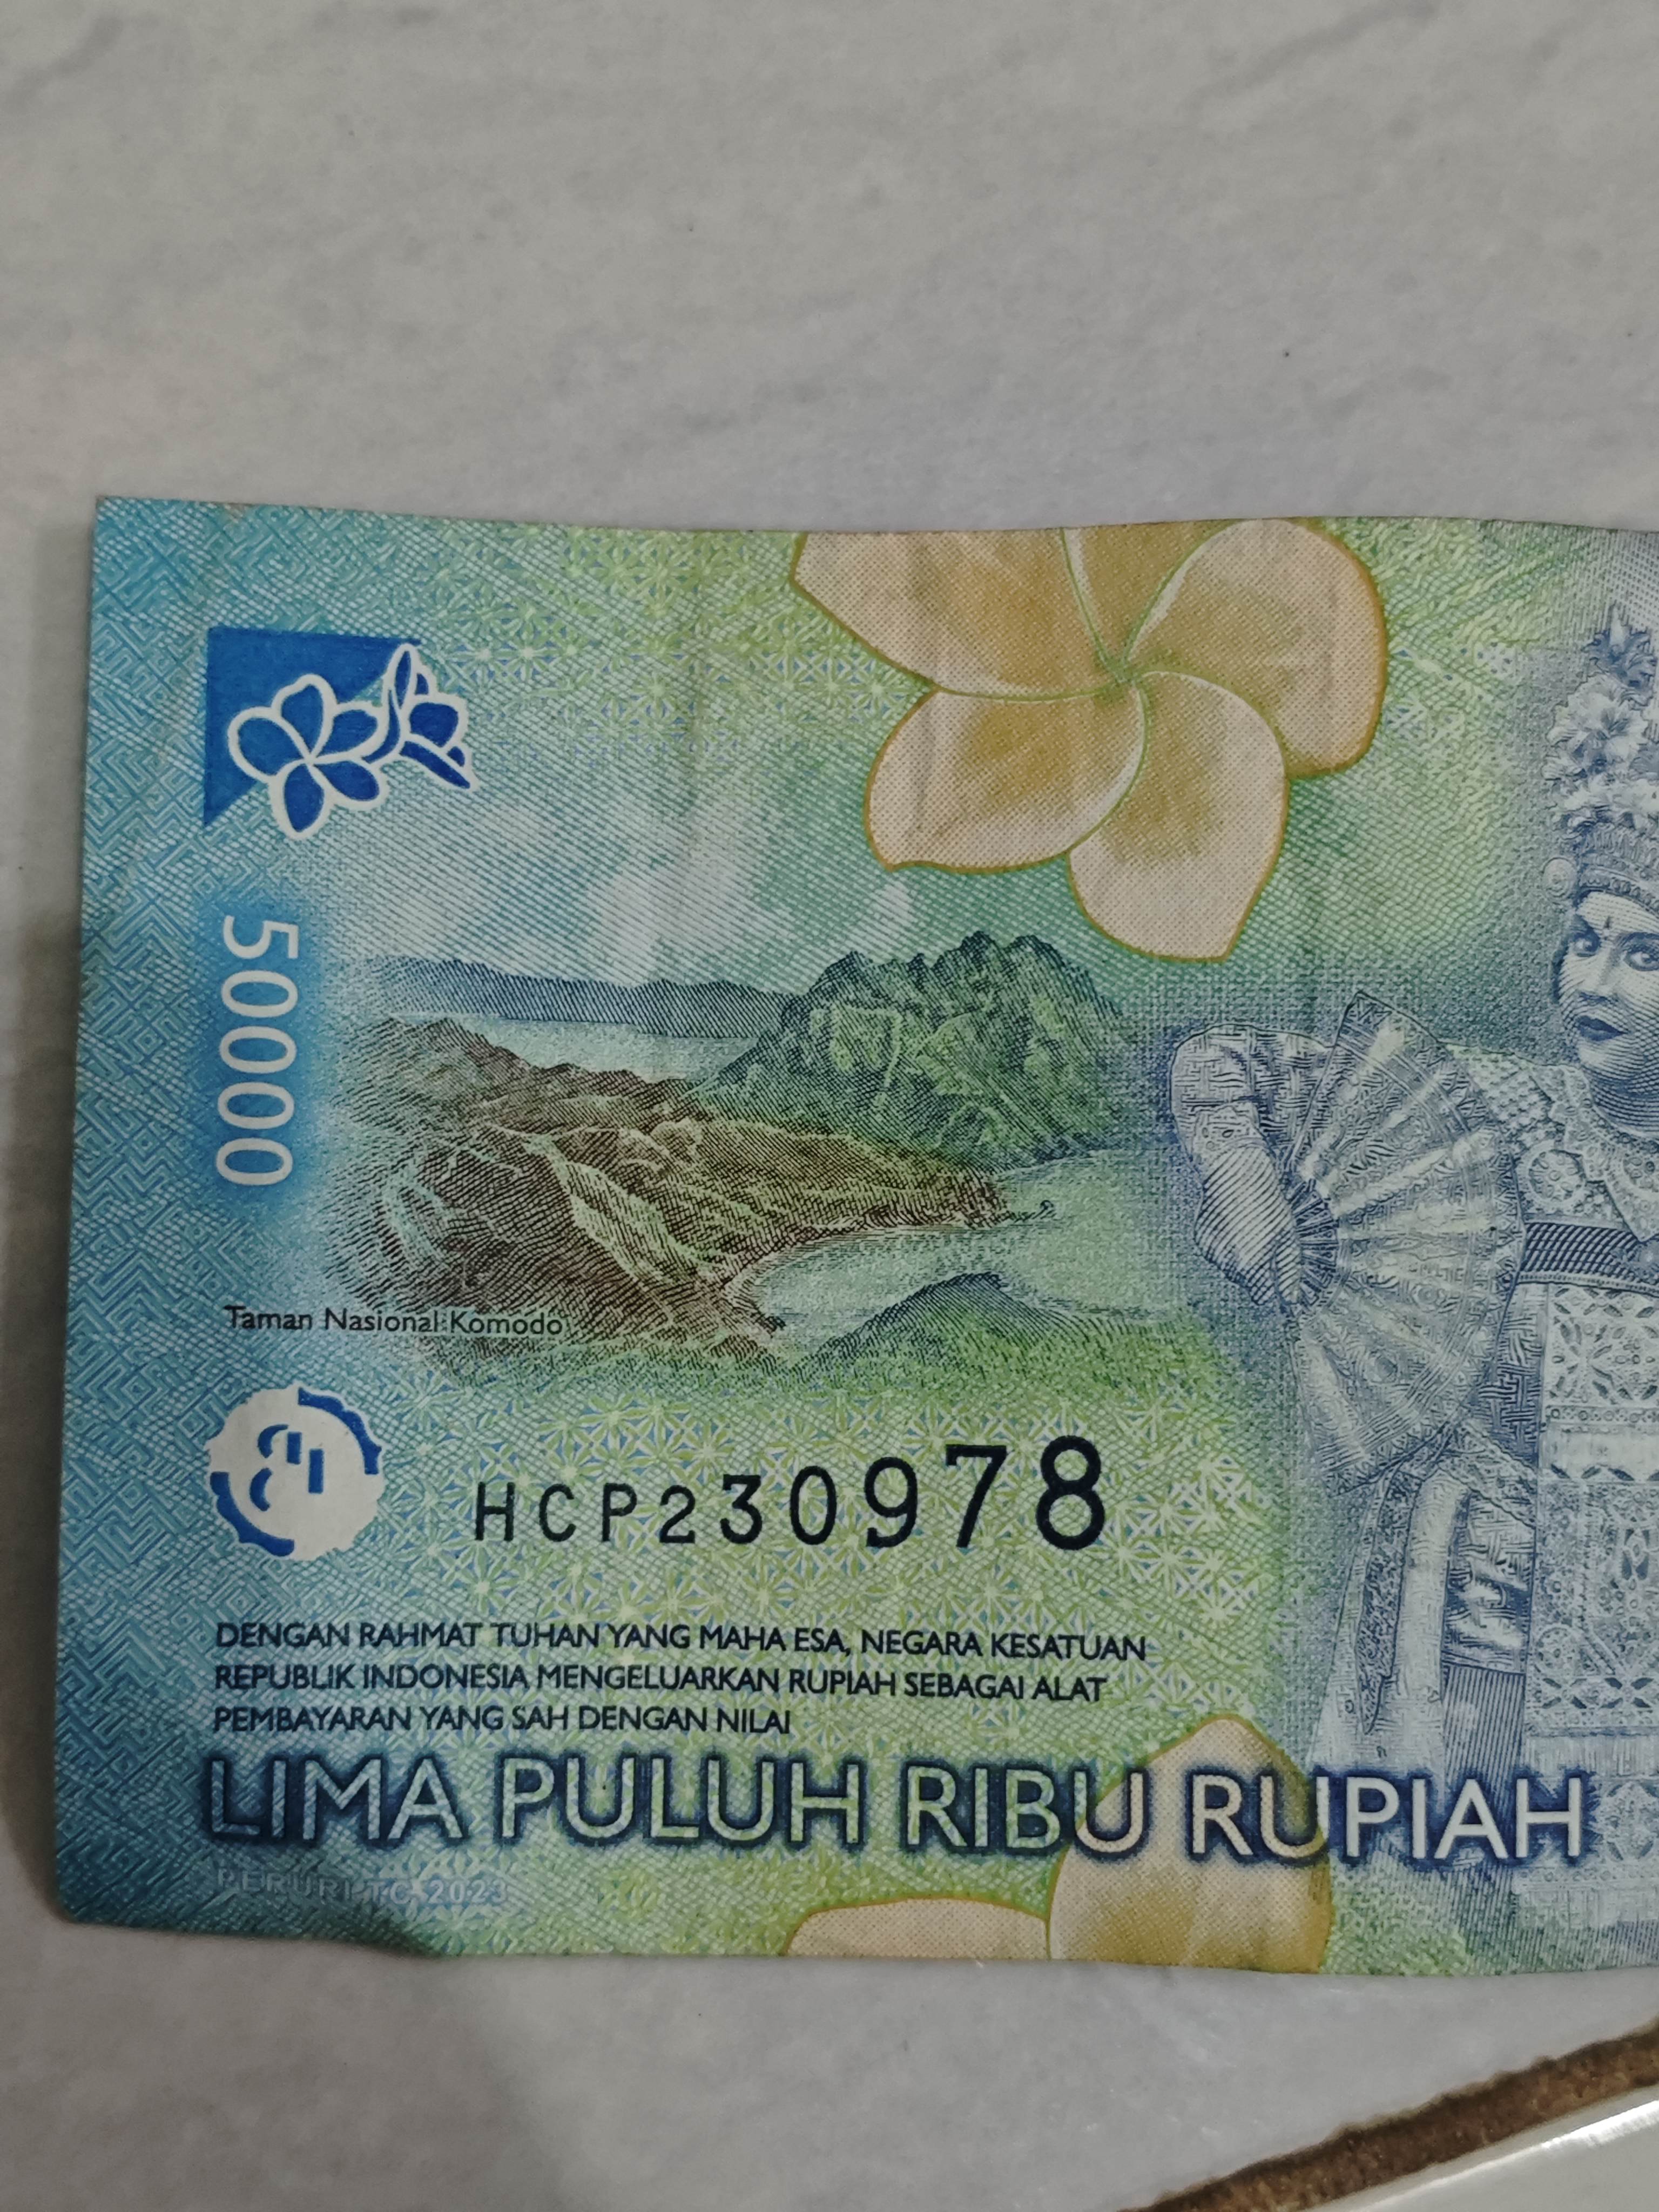 50000
Taman Nasional Komodo
HCP230978
DENGAN RAHMAT TUHAN YANG MAHA ESA, NEGARA KESATUAN
REPUBLIK INDONESIA MENGELUARKAN RUPIAH SEBAGAI ALAT
PEMBAYARAN YANG SAH DENGAN NILAI
LIMA PULUH RIBU RUPIAH
PERURI TC 2023